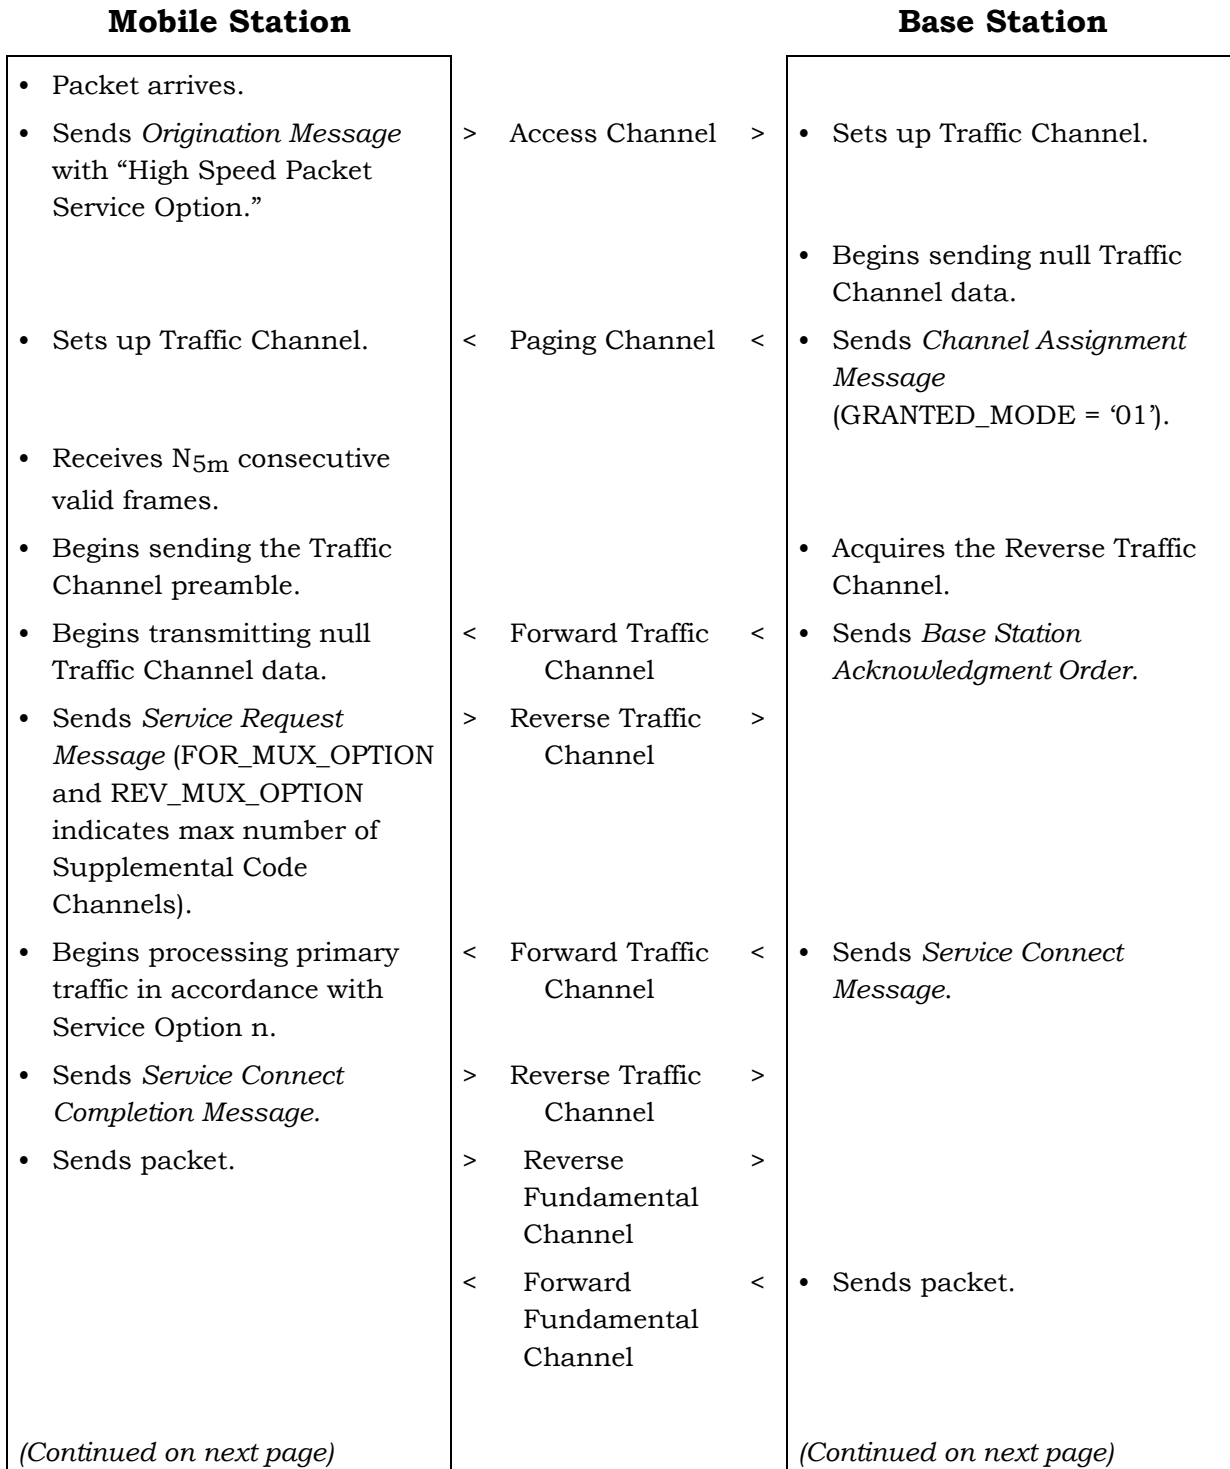 Mobile Station Base Station
• Packet arrives.
• Sends Origination Message > Access Channel > • Sets up Traffic Channel.
with “High Speed Packet
Service Option.”
• Begins sending null Traffic
Channel data.
• Sets up Traffic Channel. < Paging Channel < • Sends Channel Assignment
Message
(GRANTED_MODE = ‘01’).
• Receives N5m consecutive
valid frames.
• Begins sending the Traffic • Acquires the Reverse Traffic
Channel preamble. Channel.
• Begins transmitting null < Forward Traffic < • Sends Base Station
Traffic Channel data. Channel Acknowledgment Order.
• Sends Service Request > Reverse Traffic >
Message (FOR_MUX_OPTION Channel
and REV_MUX_OPTION
indicates max number of
Supplemental Code
Channels).
• Begins processing primary < Forward Traffic < • Sends Service Connect
traffic in accordance with Channel Message.
Service Option n.
• Sends Service Connect > Reverse Traffic >
Completion Message. Channel
• Sends packet. > Reverse >
Fundamental
Channel
< Forward < • Sends packet.
Fundamental
Channel
(Continued on next page) (Continued on next page)